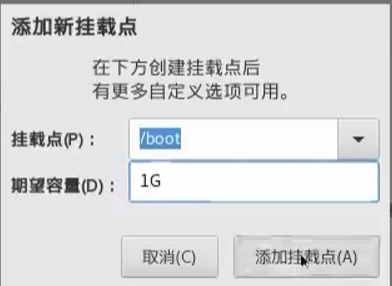 添加新挂载点
在下方创建挂载点后
有更多自定义选项可用。
挂载点(P)： /boot
期望容量(D)： 1G
取消(C) 添加挂载点(A)